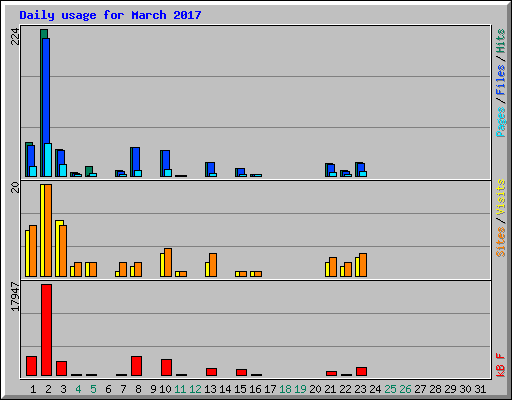 Daily usage for March 2017
224
Pages / Files / Hits
20
Sites / Visits
17947
kB F
1 2 3 4 5 6 7 8 9 10 11 12 13 14 15 16 17 18 19 20 21 22 23 24 25 26 27 28 29 30 31